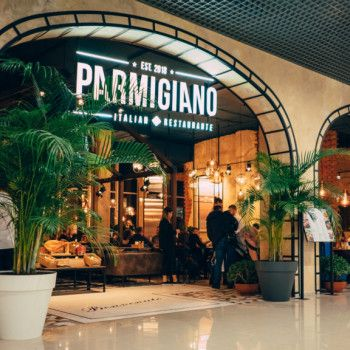 EST. 2018
PARMIGIANO
ITALIAN RESTAURANTE